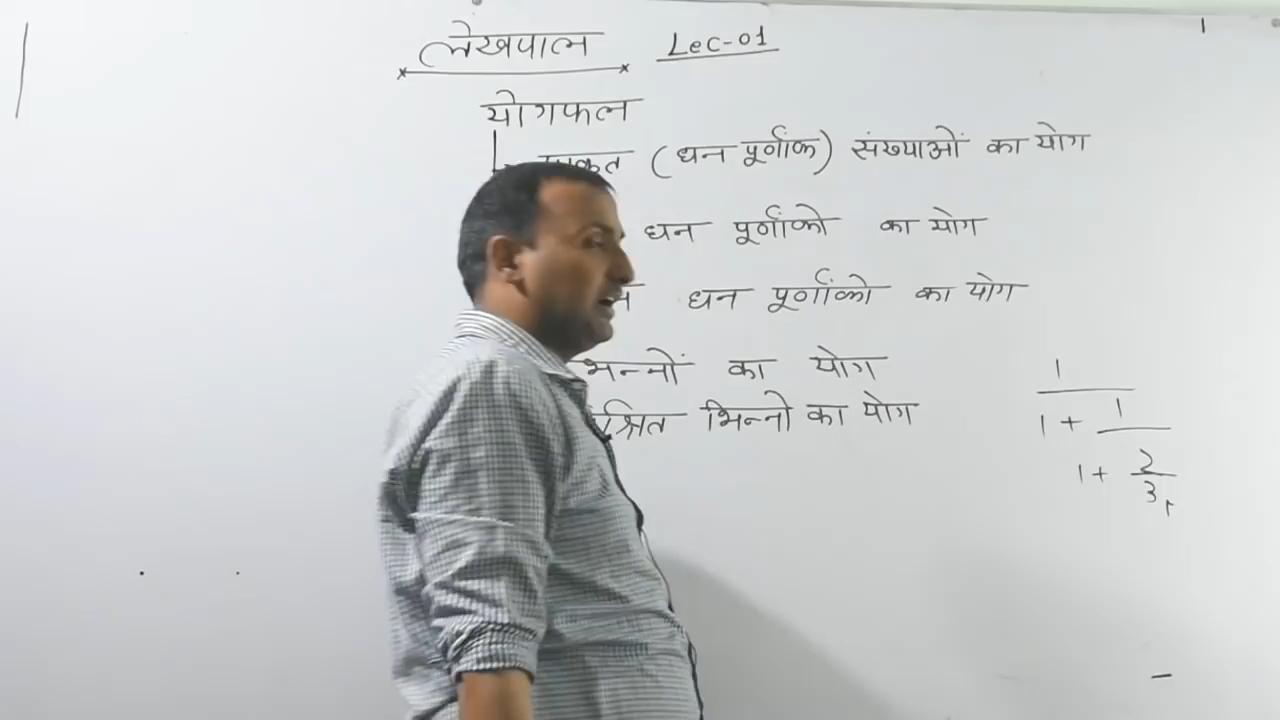 लेखपाल Lec-01
योगफल
(धन पूर्णांक) संख्याओं का योग
धन पूर्णांको का योग
धन पूर्णांको का योग
भिन्नों का योग
भिन्नो का योग
1
1 + 1
1 + 2
3